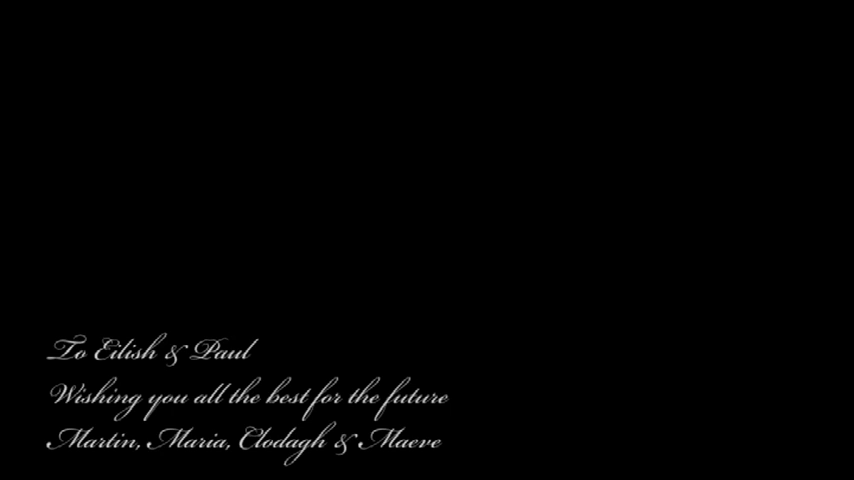 To Eilish & Paul
Wishing you all the best for the future
Martin, Maria, Clodagh & Maeve